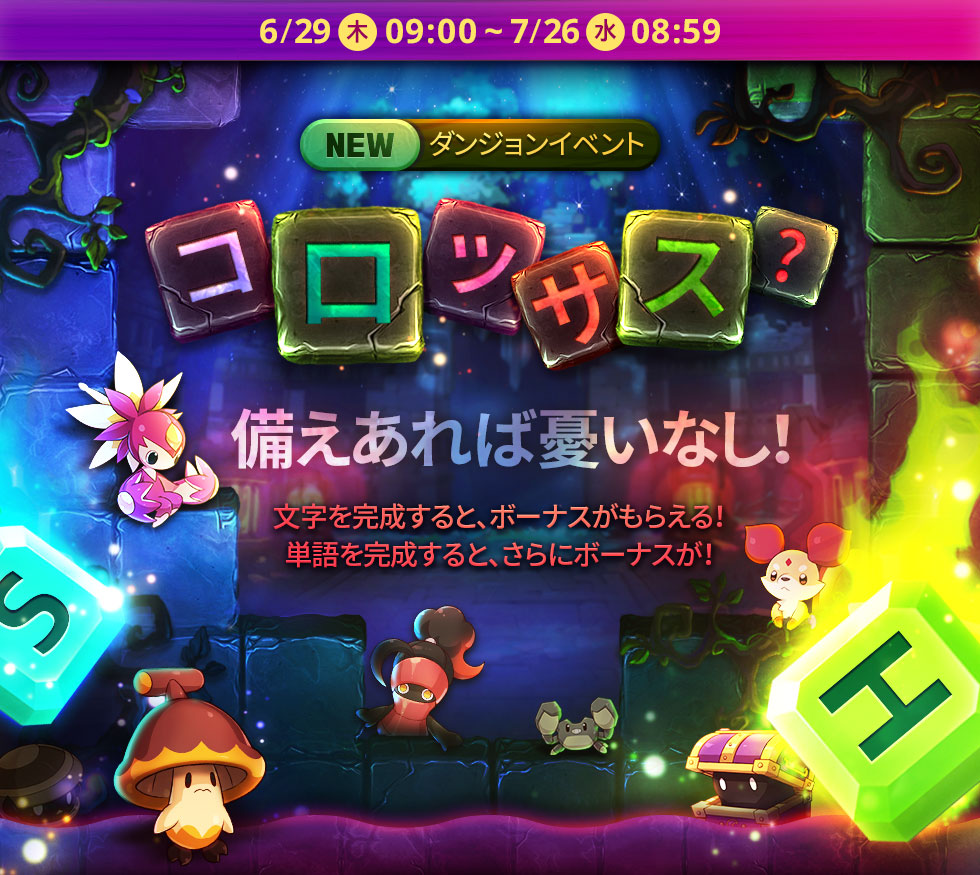 6/29 木 09:00 ~ 7/26 水 08:59
NEW ダンジョンイベント
コロッサス?
備えあれば憂いなし!
文字を完成すると、ボーナスがもらえる!
単語を完成すると、さらにボーナスが!
S
H